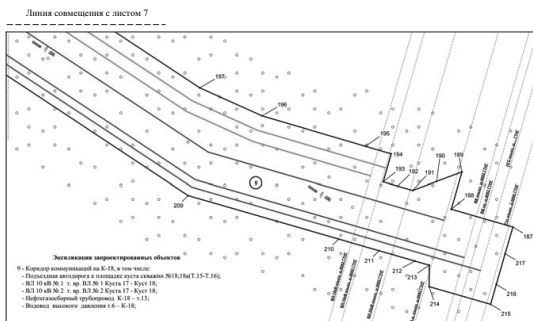 Линия совмещения с листом 7
197
196
195
194
193
192
191
190
189
188
187
9
209
210
211
212
213
214
215
216
217
Экспликация запроектированных объектов
9 - Коридор коммуникаций на К-18, в том числе:
- Подъездная автодорога к площадке куста скважин №18;18а(Т.15-Т.16);
- ВЛ 10 кВ № 1 т. вр. ВЛ № 1 Куста 17 - Куст 18;
- ВЛ 10 кВ № 2 т. вр. ВЛ № 2 Куста 17 - Куст 18;
- Нефтегазосборный трубопровод К-18 – т.13;
- Водовод высокого давления т.6 – К-18;